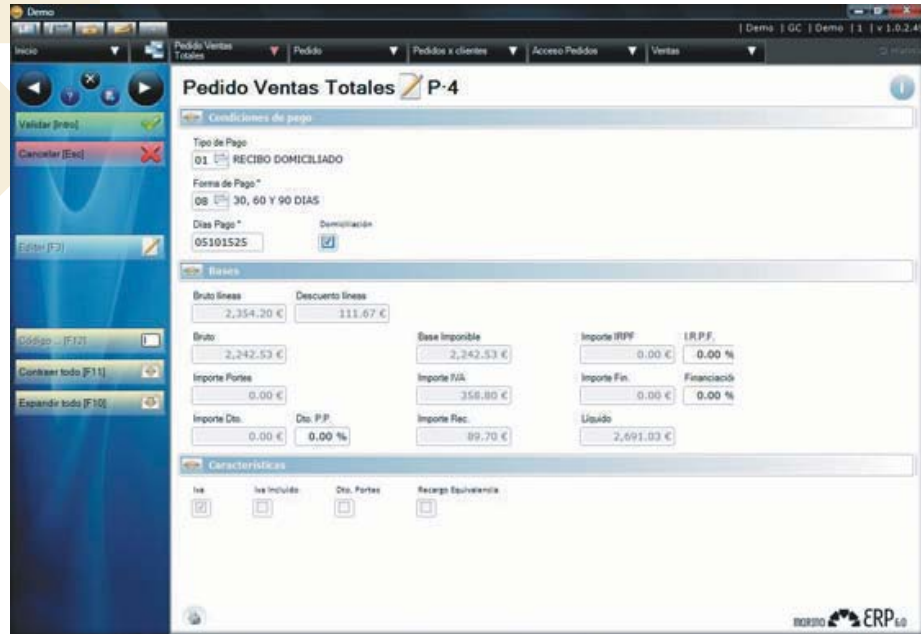 Demo
| Demo | GC | Demo | 1 | v 1.0.2.4
Inicio
Pedido Ventas Totales
Pedido
Pedidos x clientes
Acceso Pedidos
Ventas
Pedido Ventas Totales P-4
Validar [Intro]
Cancelar [Esc]
Editar [F3]
Código ... [F12]
Contraer todo [F11]
Expandir todo [F10]
Condiciones de pago
Tipo de Pago
01 RECIBO DOMICILIADO
Forma de Pago *
08 30, 60 Y 90 DIAS
Días Pago * Domiciliación
05101525
Bases
Bruto líneas Descuento líneas
2,354.20 € 111.67 €
Bruto Base Imponible Importe IRPF I.R.P.F.
2,242.53 € 2,242.53 € 0.00 € 0.00 %
Importe Portes Importe IVA Importe Fin. Financiació
0.00 € 358.80 € 0.00 € 0.00 %
Importe Dto. Dto. P.P. Importe Rec. Líquido
0.00 € 0.00 % 89.70 € 2,691.03 €
Características
Iva Iva Incluido Dto. Portes Recargo Equivalencia
ERP 6.0